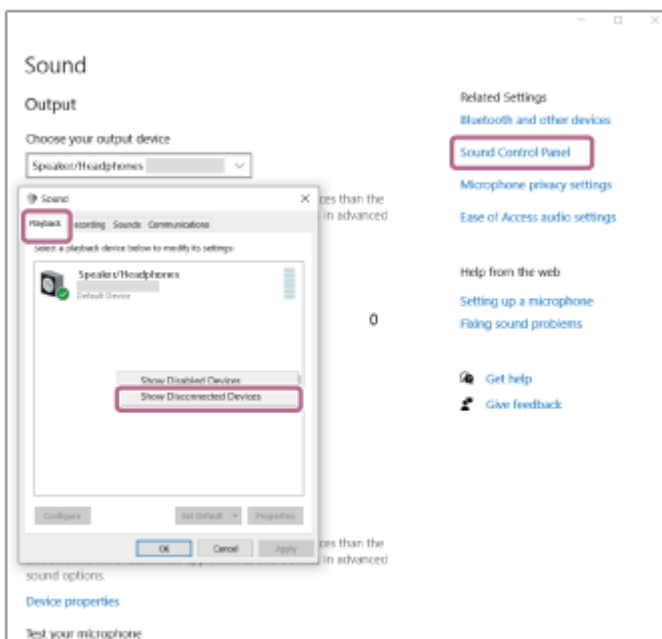 Sound
Output
Choose your output device
Speaker/Headphones
Sound
Playback Recording Sounds Communications
Select a playback device below to modify its settings:
Speaker/Headphones
Default Device
Show Disabled Devices
Show Disconnected Devices
Configure Set Default Properties
OK Cancel Apply
ces than the
in advanced
0
ces than the
in advanced
sound options.
Device properties
Test your microphone
Related Settings
Bluetooth and other devices
Sound Control Panel
Microphone privacy settings
Ease of Access audio settings
Help from the web
Setting up a microphone
Fixing sound problems
Get help
Give feedback